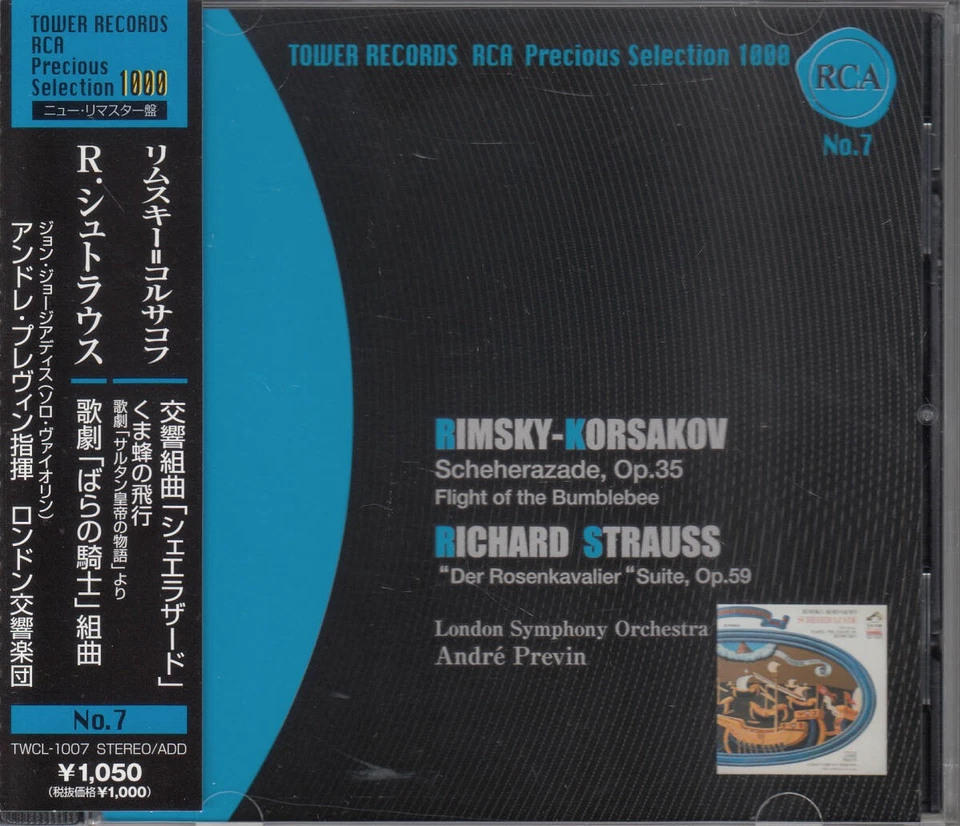 TOWER RECORDS
RCA
Precious
Selection 1000
ニュー・リマスター盤
リムスキー=コルサコフ
交響組曲「シェエラザード」
くま蜂の飛行
歌劇「サルタン皇帝の物語」より
R.シュトラウス
歌劇「ばらの騎士」組曲
ジョン・ジョージアディス(ソロ・ヴァイオリン)
アンドレ・プレヴィン指揮 ロンドン交響楽団
No.7
TWCL-1007 STEREO/ADD
¥1,050
(税抜価格¥1,000)
TOWER RECORDS RCA Precious Selection 1000
RCA
No.7
RIMSKY-KORSAKOV
Scheherazade, Op.35
Flight of the Bumblebee
RICHARD STRAUSS
“Der Rosenkavalier “Suite, Op.59
London Symphony Orchestra
André Previn
SCHEHERAZADE